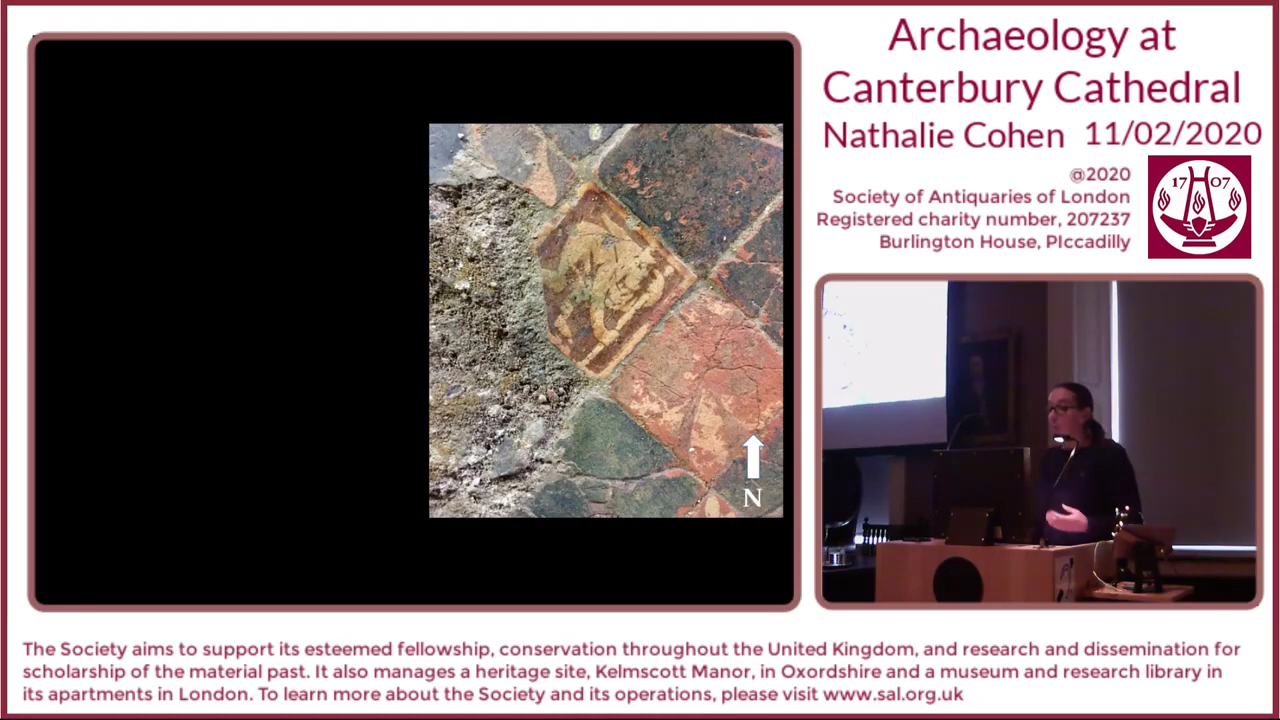 Archaeology at
Canterbury Cathedral
Nathalie Cohen 11/02/2020
@2020
Society of Antiquaries of London
Registered charity number, 207237
Burlington House, PIccadilly
17 07
N
The Society aims to support its esteemed fellowship, conservation throughout the United Kingdom, and research and dissemination for
scholarship of the material past. It also manages a heritage site, Kelmscott Manor, in Oxordshire and a museum and research library in
its apartments in London. To learn more about the Society and its operations, please visit www.sal.org.uk